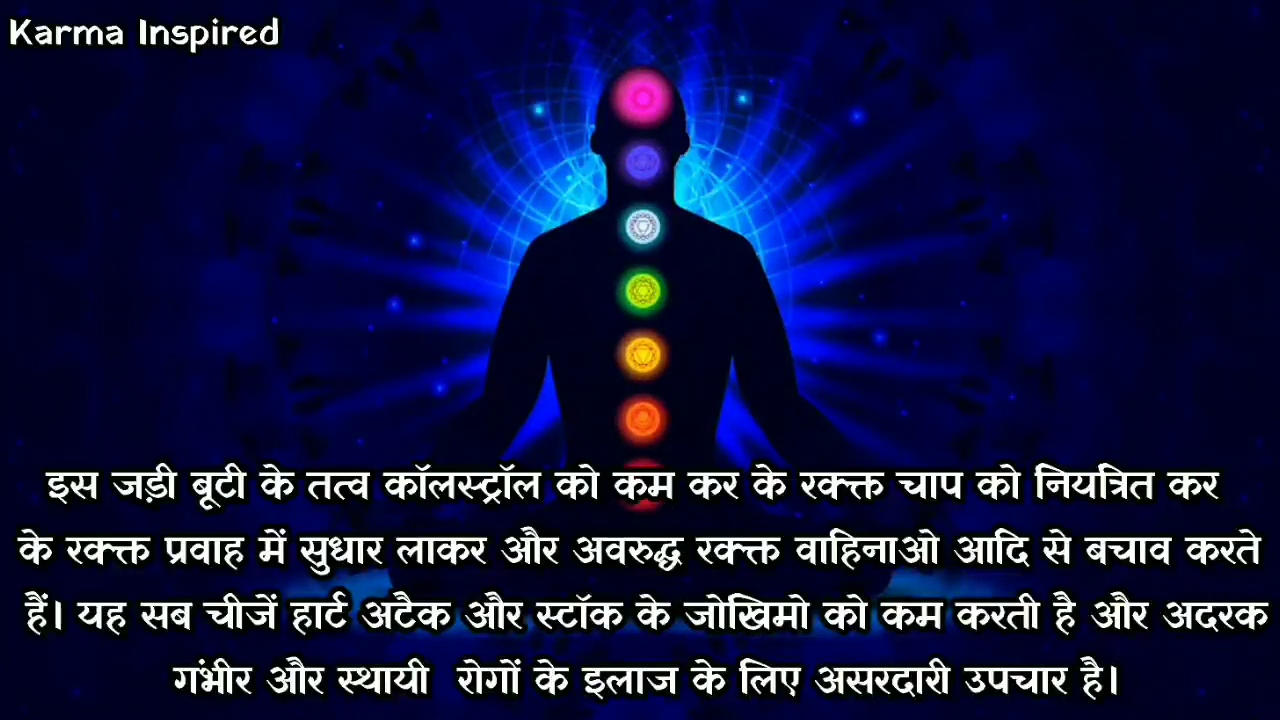 Karma Inspired
इस जड़ी बूटी के तत्व कॉलस्ट्रॉल को कम कर के रक्क्त चाप को नियत्रित कर
के रक्क्त प्रवाह में सुधार लाकर और अवरुद्ध रक्क्त वाहिनाओ आदि से बचाव करते
हैं। यह सब चीजें हार्ट अटैक और स्टॉक के जोखिमो को कम करती है और अदरक
गंभीर और स्थायी रोगों के इलाज के लिए असरदारी उपचार है।